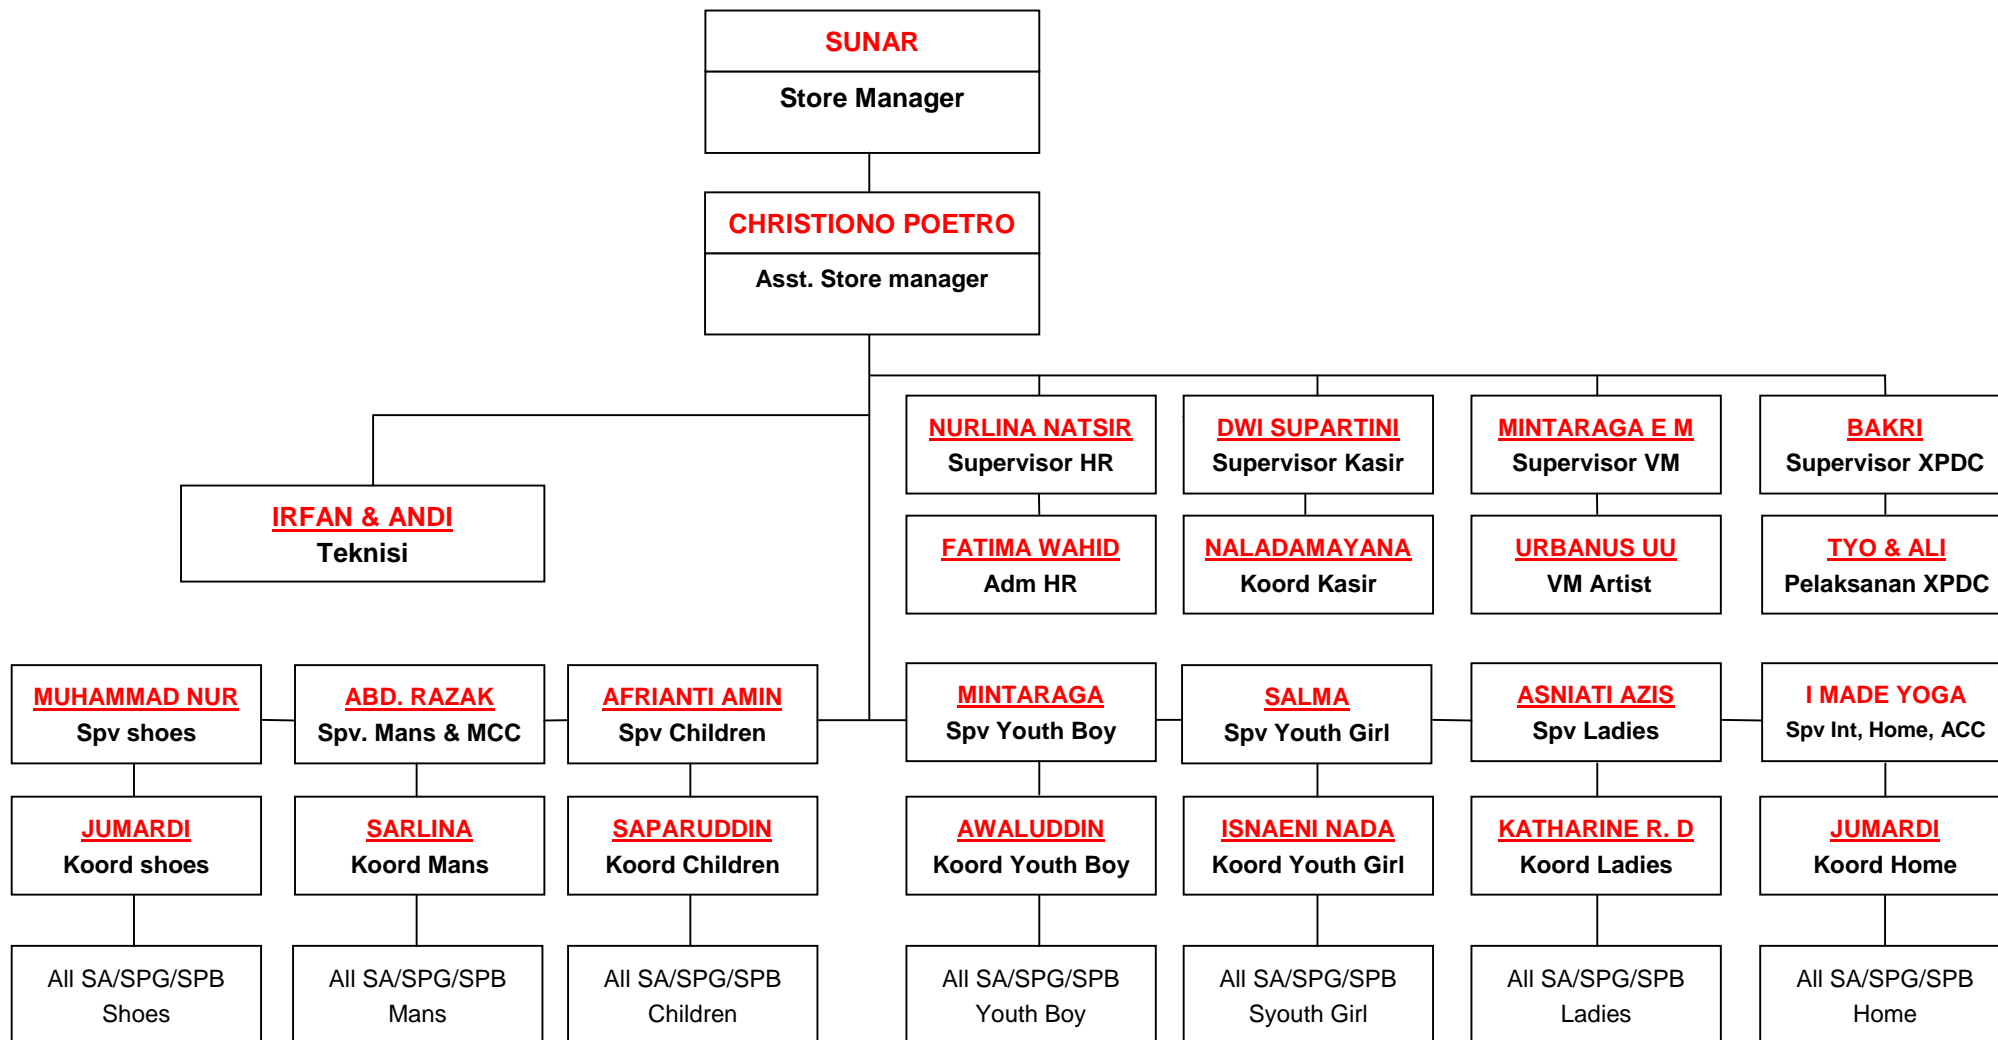 SUNAR
Store Manager
CHRISTIONO POETRO
Asst. Store manager
NURLINA NATSIR
Supervisor HR
DWI SUPARTINI
Supervisor Kasir
MINTARAGA E M
Supervisor VM
BAKRI
Supervisor XPDC
IRFAN & ANDI
Teknisi
FATIMA WAHID
Adm HR
NALADAMAYANA
Koord Kasir
URBANUS UU
VM Artist
TYO & ALI
Pelaksanan XPDC
MUHAMMAD NUR
Spv shoes
ABD. RAZAK
Spv. Mans & MCC
AFRIANTI AMIN
Spv Children
MINTARAGA
Spv Youth Boy
SALMA
Spv Youth Girl
ASNIATI AZIS
Spv Ladies
I MADE YOGA
Spv Int, Home, ACC
JUMARDI
Koord shoes
SARLINA
Koord Mans
SAPARUDDIN
Koord Children
AWALUDDIN
Koord Youth Boy
ISNAENI NADA
Koord Youth Girl
KATHARINE R. D
Koord Ladies
JUMARDI
Koord Home
All SA/SPG/SPB
Shoes
All SA/SPG/SPB
Mans
All SA/SPG/SPB
Children
All SA/SPG/SPB
Youth Boy
All SA/SPG/SPB
Syouth Girl
All SA/SPG/SPB
Ladies
All SA/SPG/SPB
Home